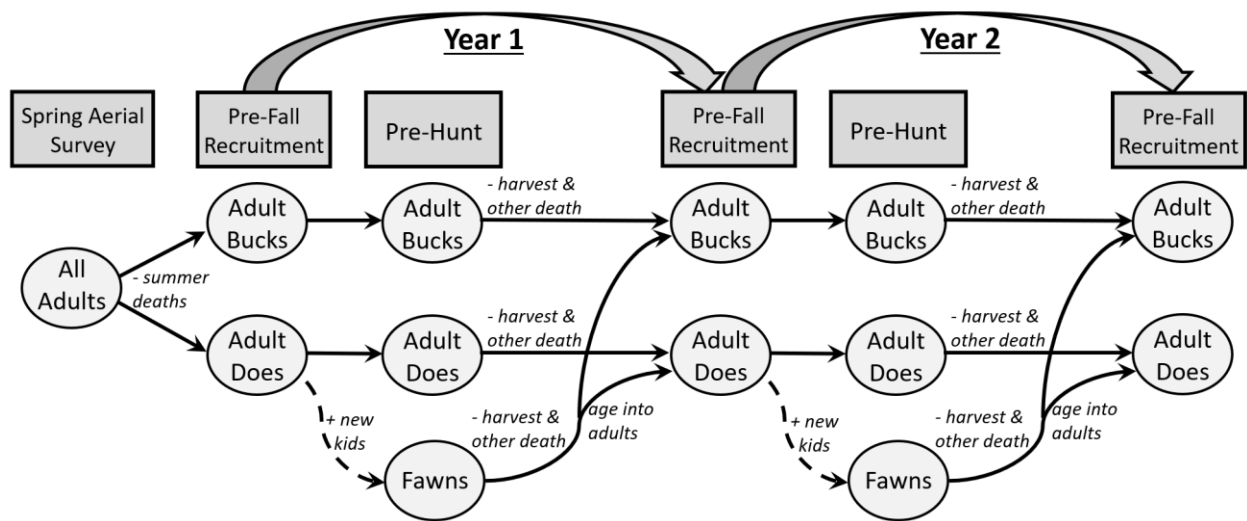 Year 1
Year 2
Spring Aerial
Survey
Pre-Fall
Recruitment
Pre-Hunt
Pre-Fall
Recruitment
Pre-Hunt
Pre-Fall
Recruitment
All
Adults
- summer
deaths
Adult
Bucks
Adult
Bucks
- harvest &
other death
Adult
Bucks
Adult
Bucks
- harvest &
other death
Adult
Bucks
Adult
Does
Adult
Does
- harvest &
other death
Adult
Does
Adult
Does
- harvest &
other death
Adult
Does
+ new
kids
Fawns
- harvest &
other death
age into
adults
+ new
kids
Fawns
- harvest &
other death
age into
adults